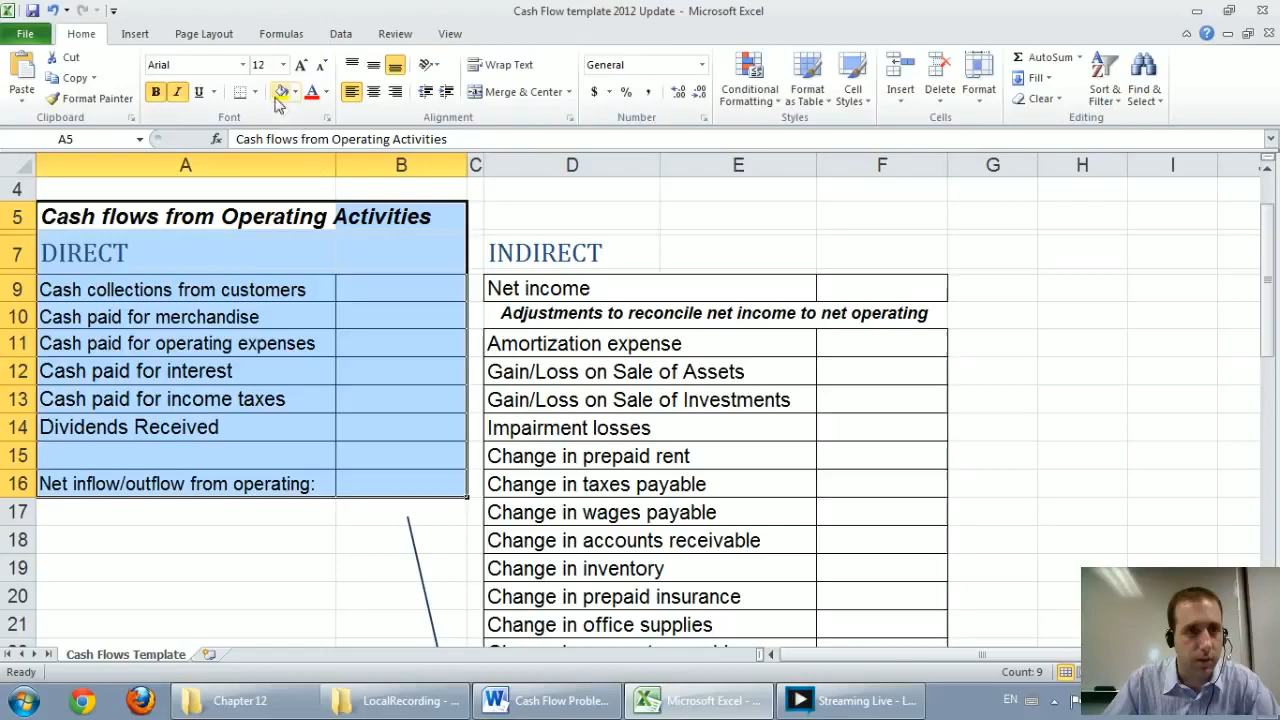 Cash Flow template 2012 Update - Microsoft Excel
File Home Insert Page Layout Formulas Data Review View
Paste
Cut
Copy
Format Painter
Clipboard
Arial 12
B I U A
Font
Wrap Text
Merge & Center
Alignment
General
$ % ,
Number
Conditional Formatting
Format as Table
Cell Styles
Styles
Insert
Delete
Format
Cells
Σ AutoSum
Fill
Clear
Sort & Filter
Find & Select
Editing
A5 fx Cash flows from Operating Activities
A B C D E F G H I
4
5 Cash flows from Operating Activities
7 DIRECT INDIRECT
9 Cash collections from customers Net income
10 Cash paid for merchandise Adjustments to reconcile net income to net operating
11 Cash paid for operating expenses Amortization expense
12 Cash paid for interest Gain/Loss on Sale of Assets
13 Cash paid for income taxes Gain/Loss on Sale of Investments
14 Dividends Received Impairment losses
15 Change in prepaid rent
16 Net inflow/outflow from operating: Change in taxes payable
17 Change in wages payable
18 Change in accounts receivable
19 Change in inventory
20 Change in prepaid insurance
21 Change in office supplies
Cash Flows Template
Ready Count: 9
Chapter12 LocalRecording - ... Cash Flow Proble... Microsoft Excel - ... Streaming Live - L... EN